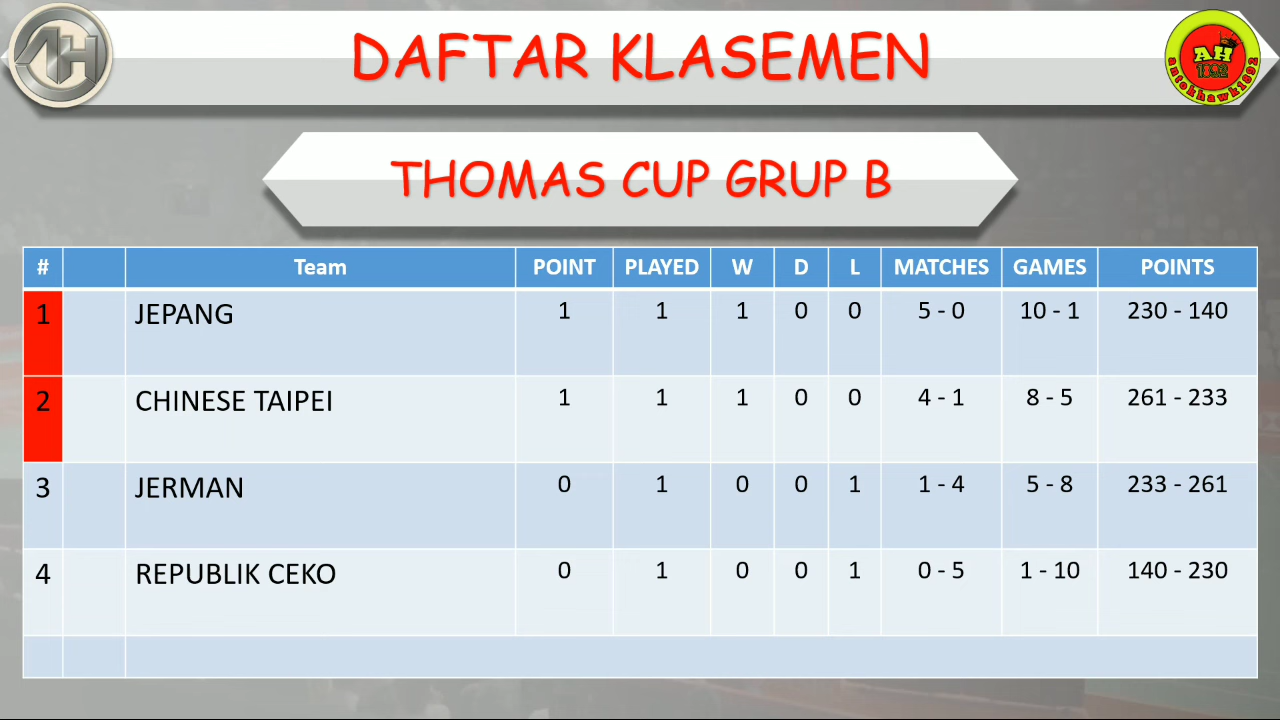 AH
DAFTAR KLASEMEN
AH
1092
antokhawk1092
THOMAS CUP GRUP B
# Team POINT PLAYED W D L MATCHES GAMES POINTS
1 JEPANG 1 1 1 0 0 5 - 0 10 - 1 230 - 140
2 CHINESE TAIPEI 1 1 1 0 0 4 - 1 8 - 5 261 - 233
3 JERMAN 0 1 0 0 1 1 - 4 5 - 8 233 - 261
4 REPUBLIK CEKO 0 1 0 0 1 0 - 5 1 - 10 140 - 230